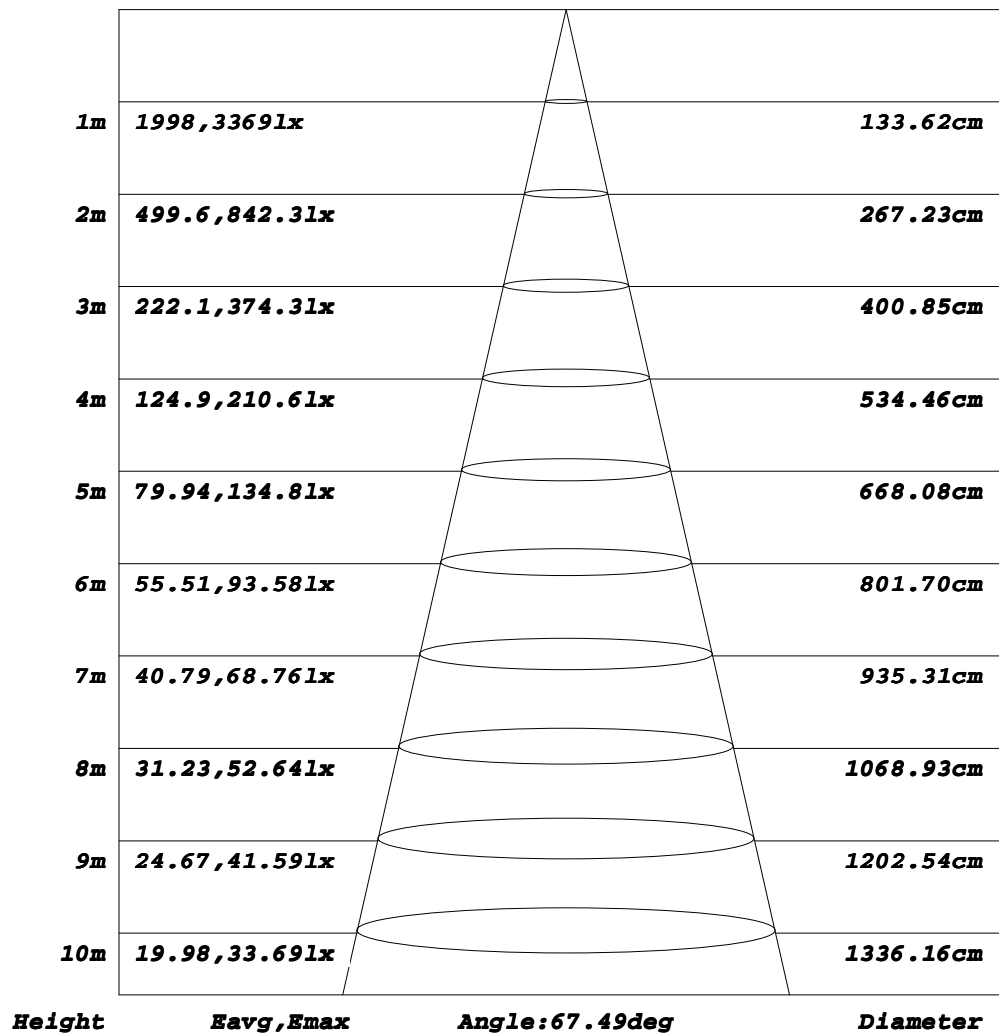 1m 1998,3369lx 133.62cm
2m 499.6,842.3lx 267.23cm
3m 222.1,374.3lx 400.85cm
4m 124.9,210.6lx 534.46cm
5m 79.94,134.8lx 668.08cm
6m 55.51,93.58lx 801.70cm
7m 40.79,68.76lx 935.31cm
8m 31.23,52.64lx 1068.93cm
9m 24.67,41.59lx 1202.54cm
10m 19.98,33.69lx 1336.16cm
Height Eavg,Emax Angle:67.49deg Diameter